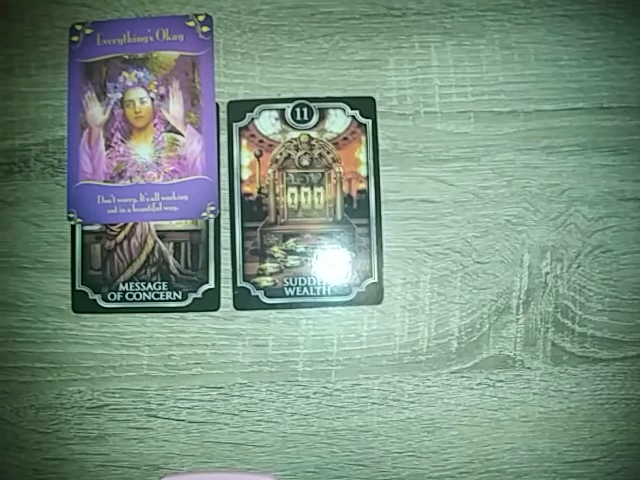 Everything's Okay
Don't worry. It's all working
out in a beautiful way.
MESSAGE
OF CONCERN
11
SUDDEN
WEALTH